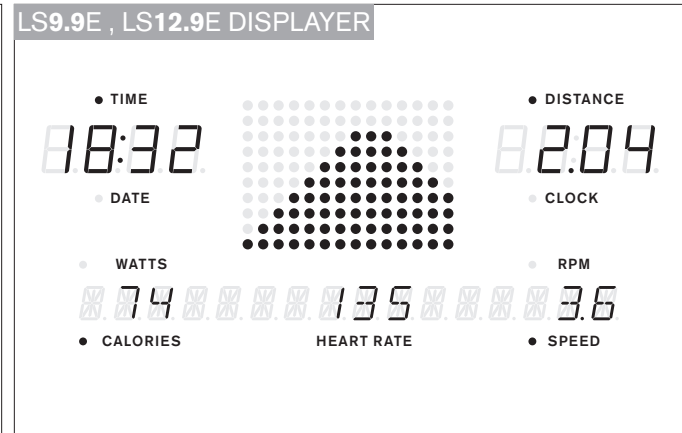 LS9.9E , LS12.9E DISPLAYER
TIME DISTANCE
18:32 2.04
DATE CLOCK
WATTS RPM
74 135 3.6
CALORIES HEART RATE SPEED